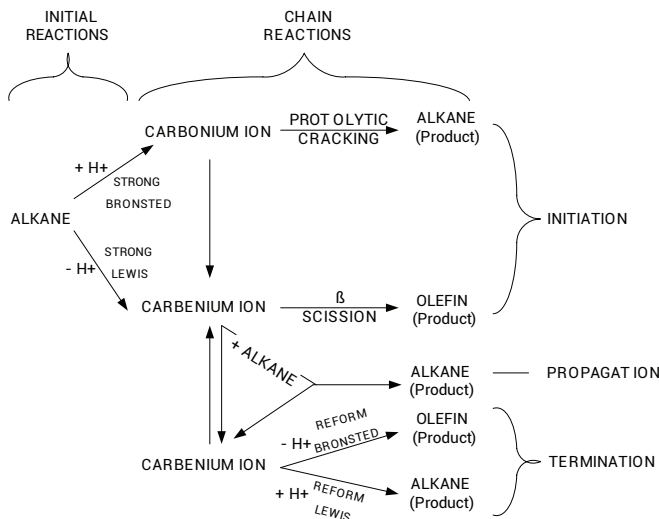 INITIAL
REACTIONS
CHAIN
REACTIONS
CARBONIUM ION
PROT OLYTIC
CRACKING
ALKANE
(Product)
+ H+
STRONG
BRONSTED
ALKANE
INITIATION
- H+
STRONG
LEWIS
CARBENIUM ION
ß
SCISSION
OLEFIN
(Product)
+ ALKANE
ALKANE
(Product)
PROPAGAT ION
REFORM
- H+
BRONSTED
OLEFIN
(Product)
CARBENIUM ION
TERMINATION
+ H+
REFORM
LEWIS
ALKANE
(Product)